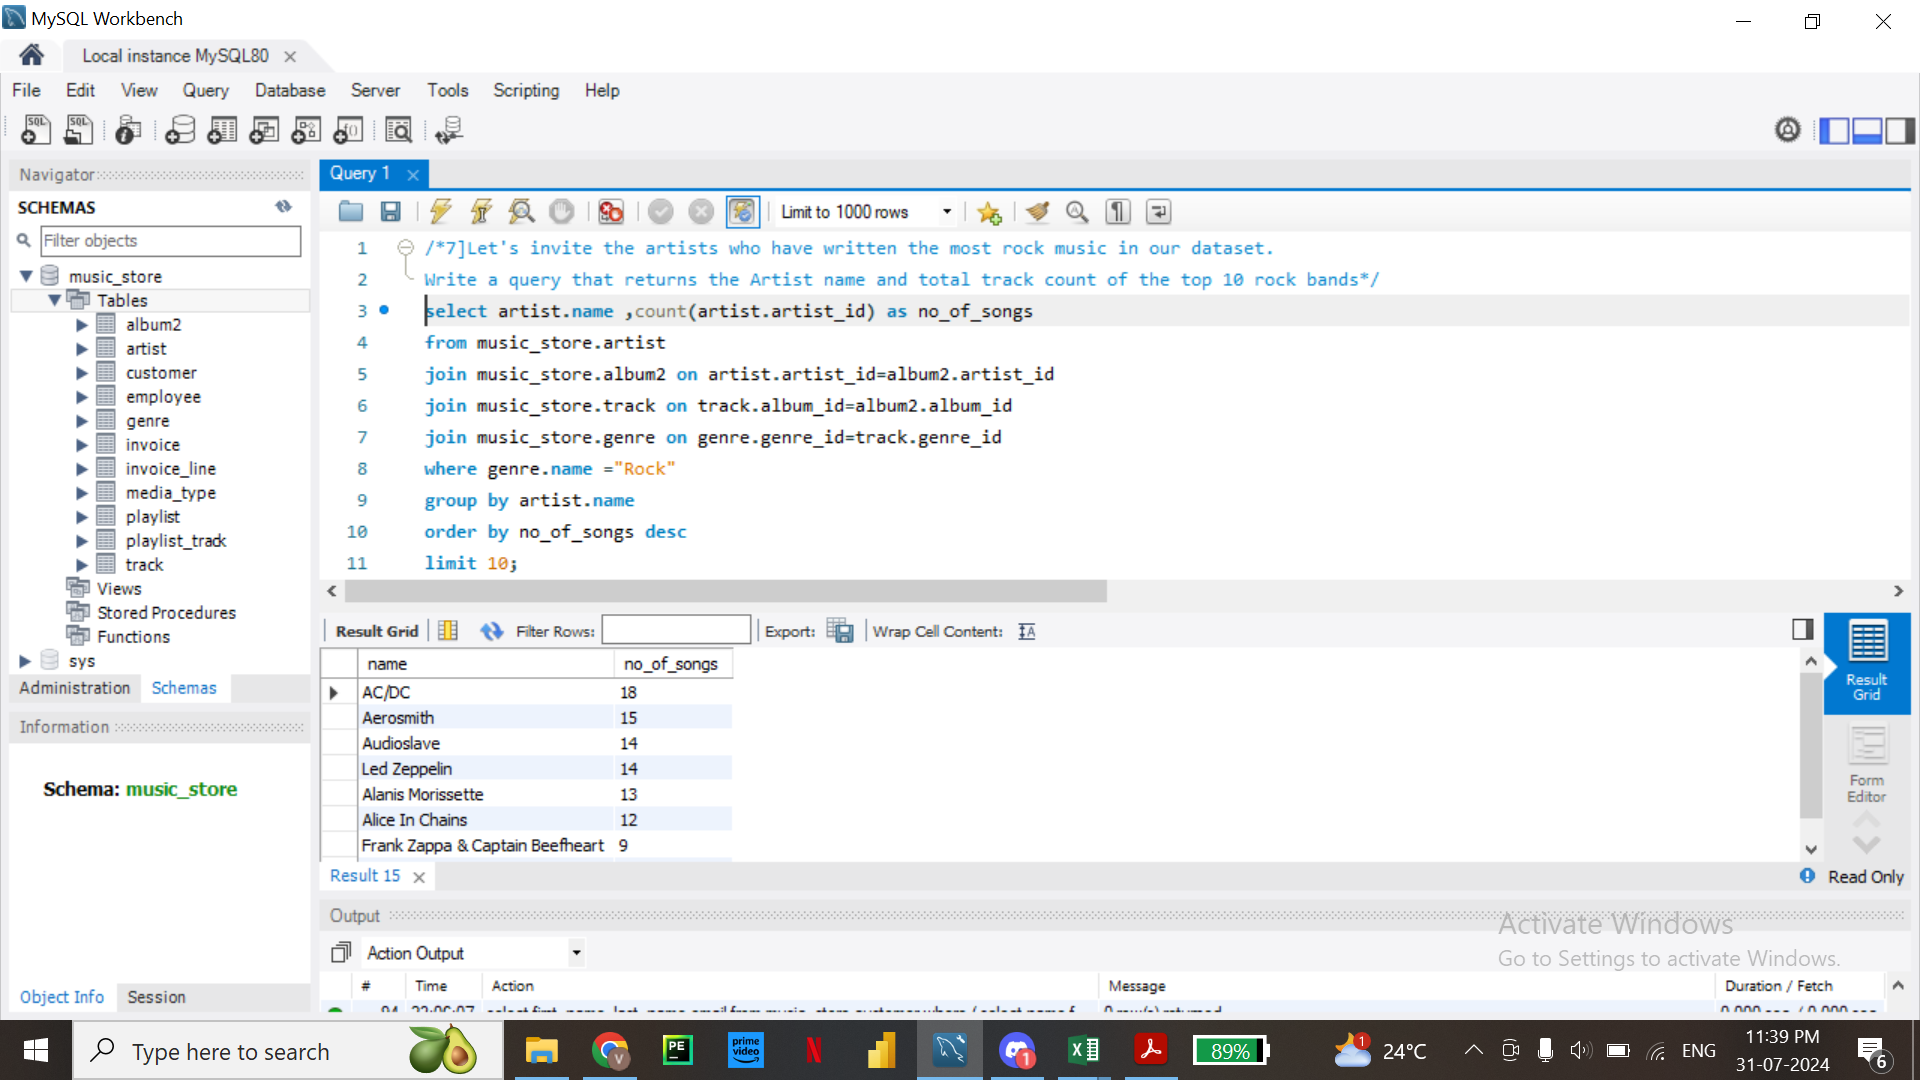 MySQL Workbench
Local instance MySQL80
File Edit View Query Database Server Tools Scripting Help
Navigator
SCHEMAS
Filter objects
music_store
Tables
album2
artist
customer
employee
genre
invoice
invoice_line
media_type
playlist
playlist_track
track
Views
Stored Procedures
Functions
sys
Administration Schemas
Information
Schema: music_store
Object Info Session
Query 1
Limit to 1000 rows
1 /*7]Let's invite the artists who have written the most rock music in our dataset.
2 Write a query that returns the Artist name and total track count of the top 10 rock bands*/
3 select artist.name ,count(artist.artist_id) as no_of_songs
4 from music_store.artist
5 join music_store.album2 on artist.artist_id=album2.artist_id
6 join music_store.track on track.album_id=album2.album_id
7 join music_store.genre on genre.genre_id=track.genre_id
8 where genre.name ="Rock"
9 group by artist.name
10 order by no_of_songs desc
11 limit 10;
Result Grid Filter Rows: Export: Wrap Cell Content:
name no_of_songs
AC/DC 18
Aerosmith 15
Audioslave 14
Led Zeppelin 14
Alanis Morissette 13
Alice In Chains 12
Frank Zappa & Captain Beefheart 9
Result Grid
Form Editor
Result 15
Read Only
Output
Activate Windows
Go to Settings to activate Windows.
Action Output
# Time Action Message Duration / Fetch
Type here to search
PE
prime video
89%
1
24°C
ENG
11:39 PM
31-07-2024
6